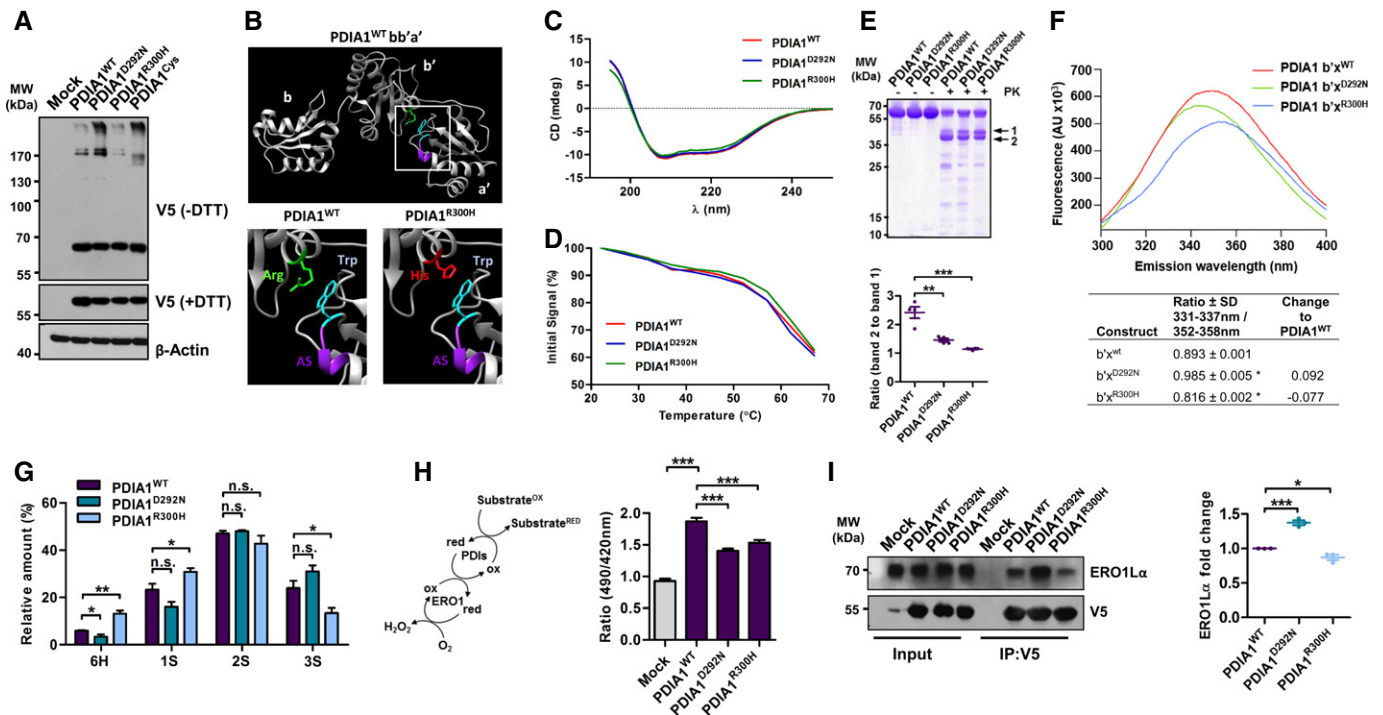 A
MW
(kDa)
Mock
PDIA1WT
PDIA1D292N
PDIA1R300H
PDIA1Cys
170
130
100
70
55
V5 (-DTT)
55
V5 (+DTT)
40
β-Actin
B
PDIA1WT bb'a'
b
b'
a'
PDIA1WT
PDIA1R300H
Arg
Trp
AS
His
Trp
AS
C
CD (mdeg)
15
10
5
0
-5
-10
-15
200
220
240
λ (nm)
PDIA1WT
PDIA1D292N
PDIA1R300H
D
Initial Signal (%)
100
90
80
70
60
50
20
30
40
50
60
70
Temperature (°C)
PDIA1WT
PDIA1D292N
PDIA1R300H
E
MW
(kDa)
PDIA1WT
PDIA1D292N
PDIA1R300H
PDIA1WT
PDIA1D292N
PDIA1R300H
- - - + + + PK
70
55
35
25
15
10
1
2
Ratio (band 2 to band 1)
4
3
2
1
0
***
**
PDIA1WT
PDIA1D292N
PDIA1R300H
F
Fluorescence (AU x10³)
700
600
500
400
300
200
300
320
340
360
380
400
Emission wavelength (nm)
PDIA1 b'xWT
PDIA1 b'xD292N
PDIA1 b'xR300H
Construct Ratio ± SD 331-337nm / 352-358nm Change to PDIA1WT
b'xwt 0.893 ± 0.001
b'xD292N 0.985 ± 0.005 * 0.092
b'xR300H 0.816 ± 0.002 * -0.077
G
Relative amount (%)
60
40
20
0
PDIA1WT
PDIA1D292N
PDIA1R300H
**
*
*
n.s.
n.s.
n.s.
*
n.s.
6H
1S
2S
3S
H
SubstrateOX
SubstrateRED
red
PDIs
ox
ox
ERO1
red
H2O2
O2
Ratio (490/420nm)
2.0
1.5
1.0
0.5
0.0
***
***
***
Mock
PDIA1WT
PDIA1D292N
PDIA1R300H
I
MW
(kDa)
Mock
PDIA1WT
PDIA1D292N
PDIA1R300H
Mock
PDIA1WT
PDIA1D292N
PDIA1R300H
70
ERO1Lα
55
V5
Input
IP:V5
ERO1Lα fold change
2.0
1.5
1.0
0.5
0.0
*
***
PDIA1WT
PDIA1D292N
PDIA1R300H